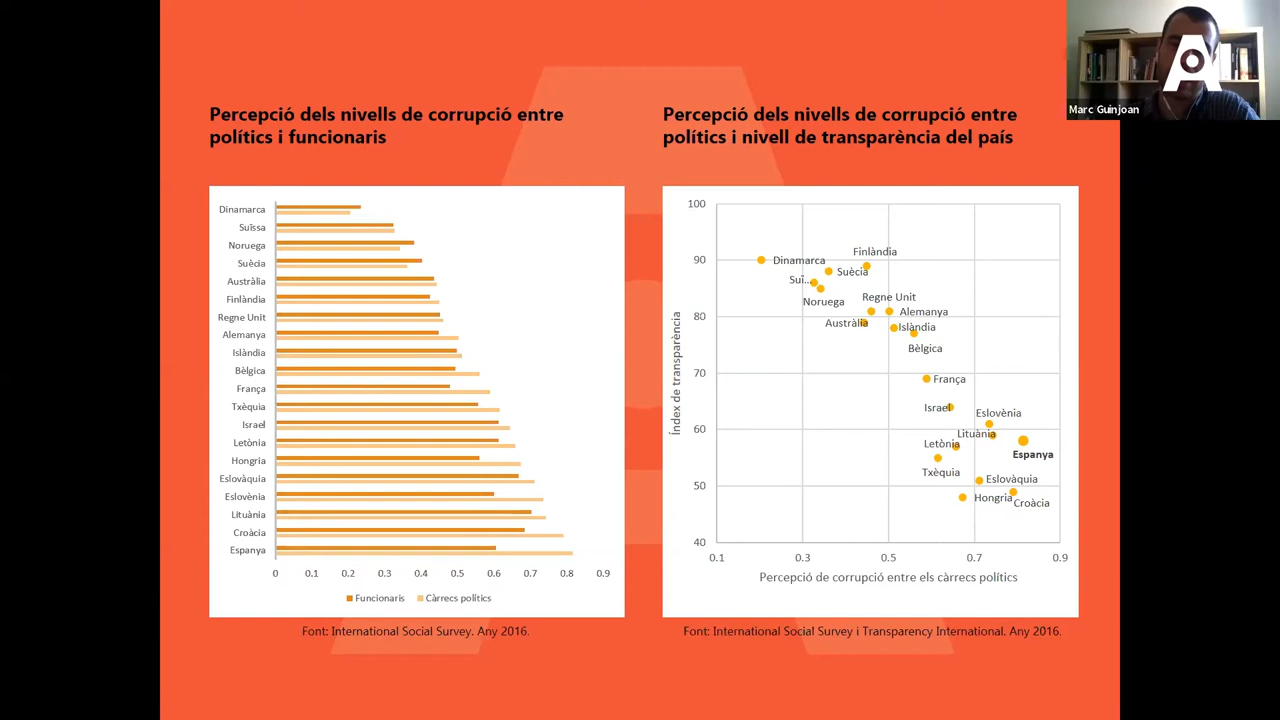 Marc Guinjoan
Percepció dels nivells de corrupció entre
polítics i funcionaris
Dinamarca
Suïssa
Noruega
Suècia
Austràlia
Finlàndia
Regne Unit
Alemanya
Islàndia
Bèlgica
França
Txèquia
Israel
Letònia
Hongria
Eslovàquia
Eslovènia
Lituània
Croàcia
Espanya
0 0.1 0.2 0.3 0.4 0.5 0.6 0.7 0.8 0.9
Funcionaris Càrrecs polítics
Font: International Social Survey. Any 2016.
Percepció dels nivells de corrupció entre
polítics i nivell de transparència del país
Índex de transparència
100
90
80
70
60
50
40
Finlàndia
Dinamarca
Suècia
Suï...
Noruega
Regne Unit
Alemanya
Austràlia
Islàndia
Bèlgica
França
Israel
Eslovènia
Lituània
Letònia
Espanya
Txèquia
Eslovàquia
Hongria
Croàcia
0.1 0.3 0.5 0.7 0.9
Percepció de corrupció entre els càrrecs polítics
Font: International Social Survey i Transparency International. Any 2016.